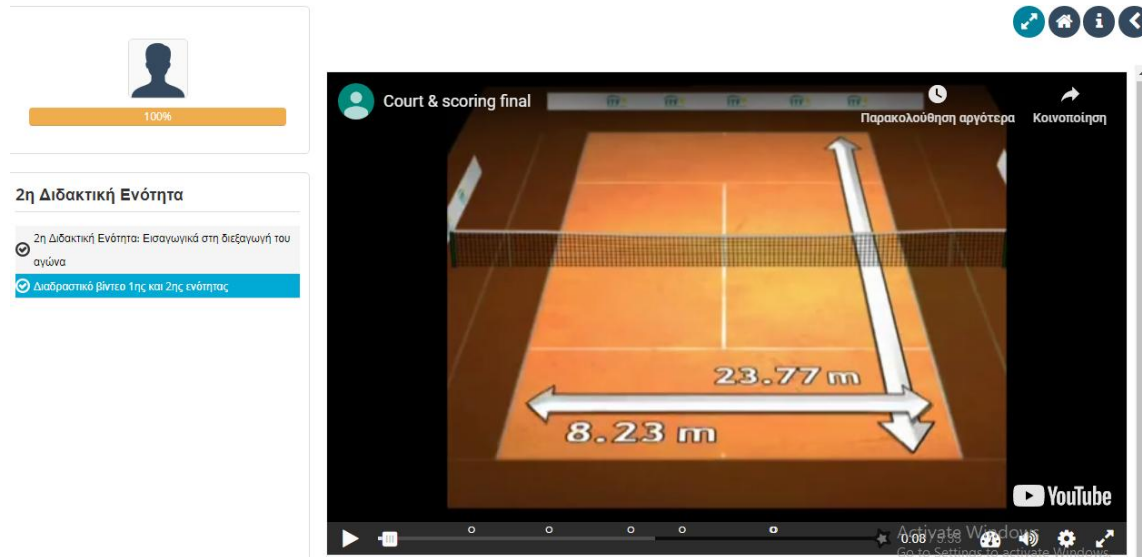 100%
2η Διδακτική Ενότητα
2η Διδακτική Ενότητα: Εισαγωγικά στη διεξαγωγή του
αγώνα
Διαδραστικό βίντεο 1ης και 2ης ενότητας
Court & scoring final
Παρακολούθηση αργότερα
Κοινοποίηση
23.77 m
8.23 m
YouTube
0:08
Activate Windows
Go to Settings to activate Windows.